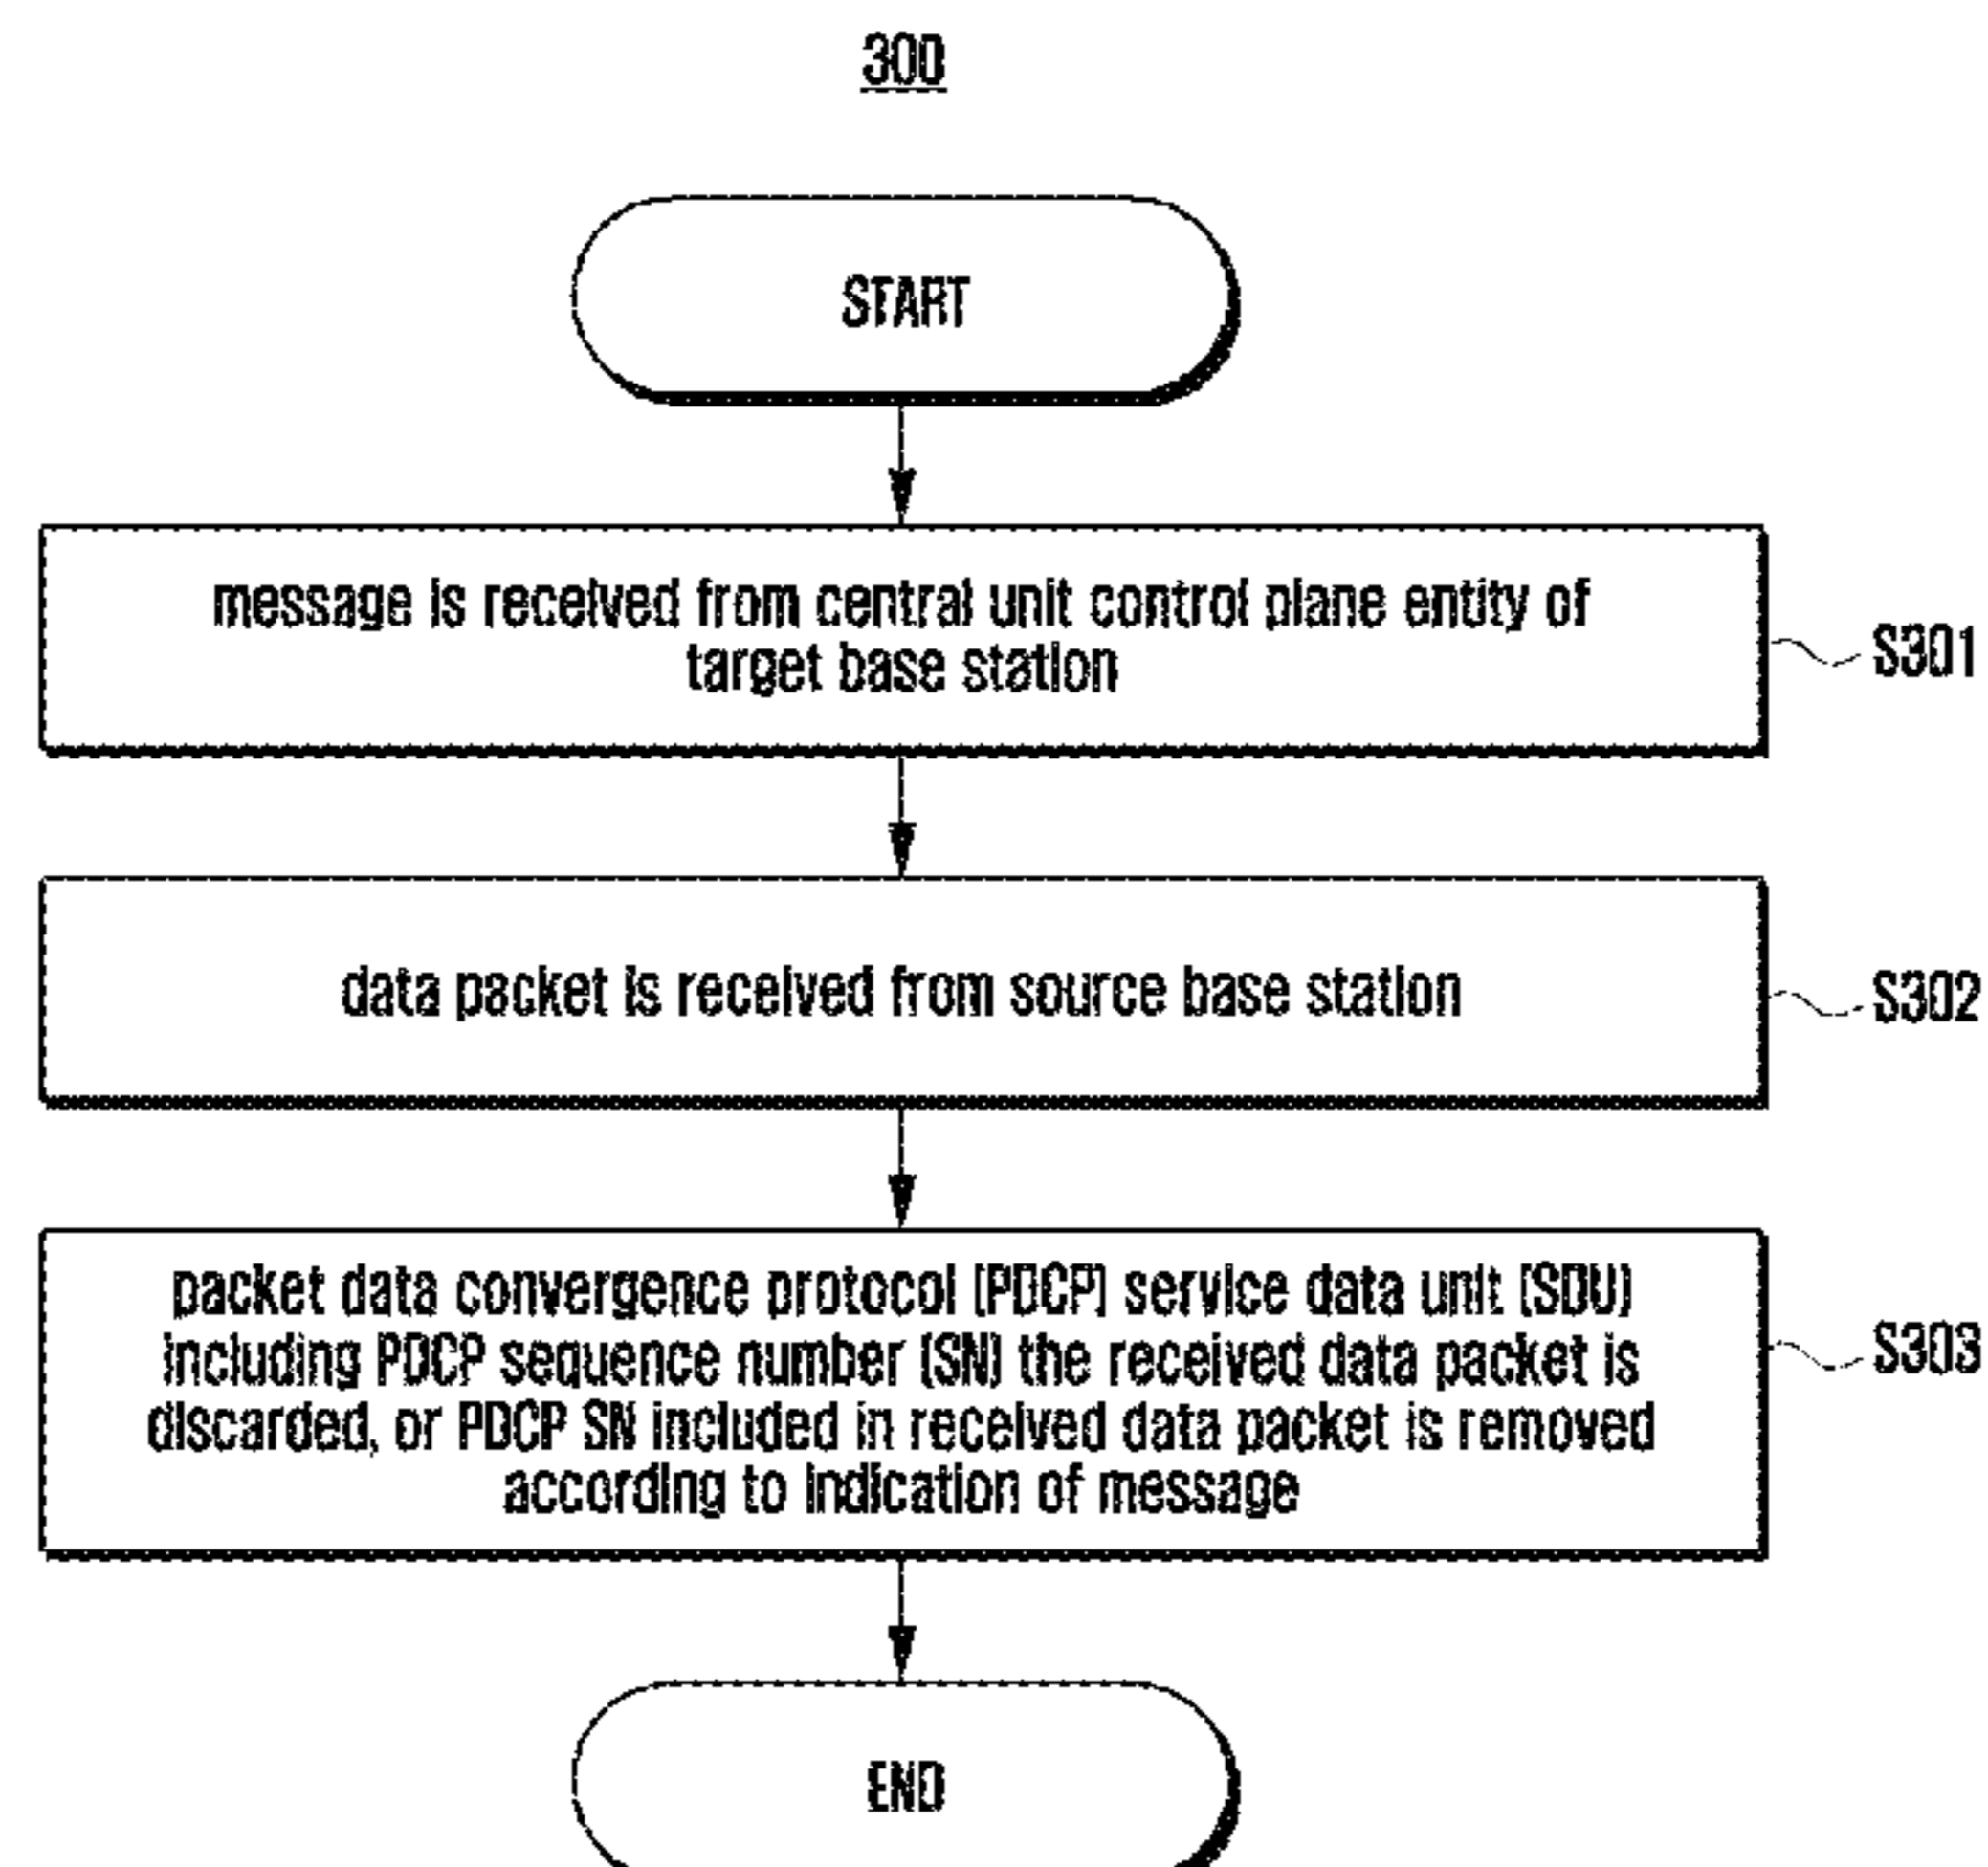 300
START
message is received from central unit control plane entity of
target base station
S301
data packet is received from source base station
S302
packet data convergence protocol (PDCP) service data unit (SDU)
including PDCP sequence number (SN) the received data packet is
discarded, or PDCP SN included in received data packet is removed
according to indication of message
S303
END